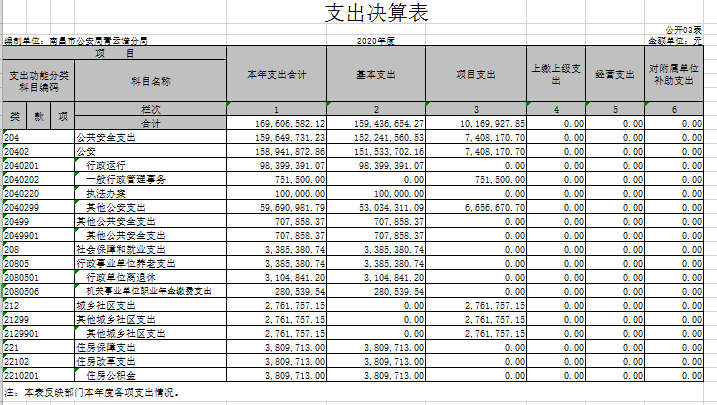 支出决算表
公开03表
编制单位：南昌市公安局青云谱分局 2020年度 金额单位：元
项 目 本年支出合计 基本支出 项目支出 上缴上级支出 经营支出 对附属单位补助支出
支出功能分类科目编码 科目名称
类 款 项 栏次 1 2 3 4 5 6
合计 169,606,582.12 159,436,654.27 10,169,927.85 0.00 0.00 0.00
204 公共安全支出 159,649,731.23 152,241,560.53 7,408,170.70 0.00 0.00 0.00
20402 公安 158,941,872.86 151,533,702.16 7,408,170.70 0.00 0.00 0.00
2040201 行政运行 98,399,391.07 98,399,391.07 0.00 0.00 0.00 0.00
2040202 一般行政管理事务 751,500.00 0.00 751,500.00 0.00 0.00 0.00
2040220 执法办案 100,000.00 100,000.00 0.00 0.00 0.00 0.00
2040299 其他公安支出 59,690,981.79 53,034,311.09 6,656,670.70 0.00 0.00 0.00
20499 其他公共安全支出 707,858.37 707,858.37 0.00 0.00 0.00 0.00
2049901 其他公共安全支出 707,858.37 707,858.37 0.00 0.00 0.00 0.00
208 社会保障和就业支出 3,385,380.74 3,385,380.74 0.00 0.00 0.00 0.00
20805 行政事业单位养老支出 3,385,380.74 3,385,380.74 0.00 0.00 0.00 0.00
2080501 行政单位离退休 3,104,841.20 3,104,841.20 0.00 0.00 0.00 0.00
2080506 机关事业单位职业年金缴费支出 280,539.54 280,539.54 0.00 0.00 0.00 0.00
212 城乡社区支出 2,761,757.15 0.00 2,761,757.15 0.00 0.00 0.00
21299 其他城乡社区支出 2,761,757.15 0.00 2,761,757.15 0.00 0.00 0.00
2129901 其他城乡社区支出 2,761,757.15 0.00 2,761,757.15 0.00 0.00 0.00
221 住房保障支出 3,809,713.00 3,809,713.00 0.00 0.00 0.00 0.00
22102 住房改革支出 3,809,713.00 3,809,713.00 0.00 0.00 0.00 0.00
2210201 住房公积金 3,809,713.00 3,809,713.00 0.00 0.00 0.00 0.00
注：本表反映部门本年度各项支出情况。